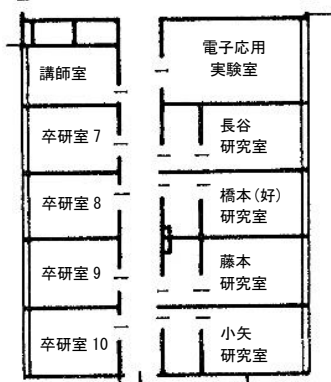 講師室
卒研室 7
卒研室 8
卒研室 9
卒研室 10
電子応用
実験室
長谷
研究室
橋本(好)
研究室
藤本
研究室
小矢
研究室